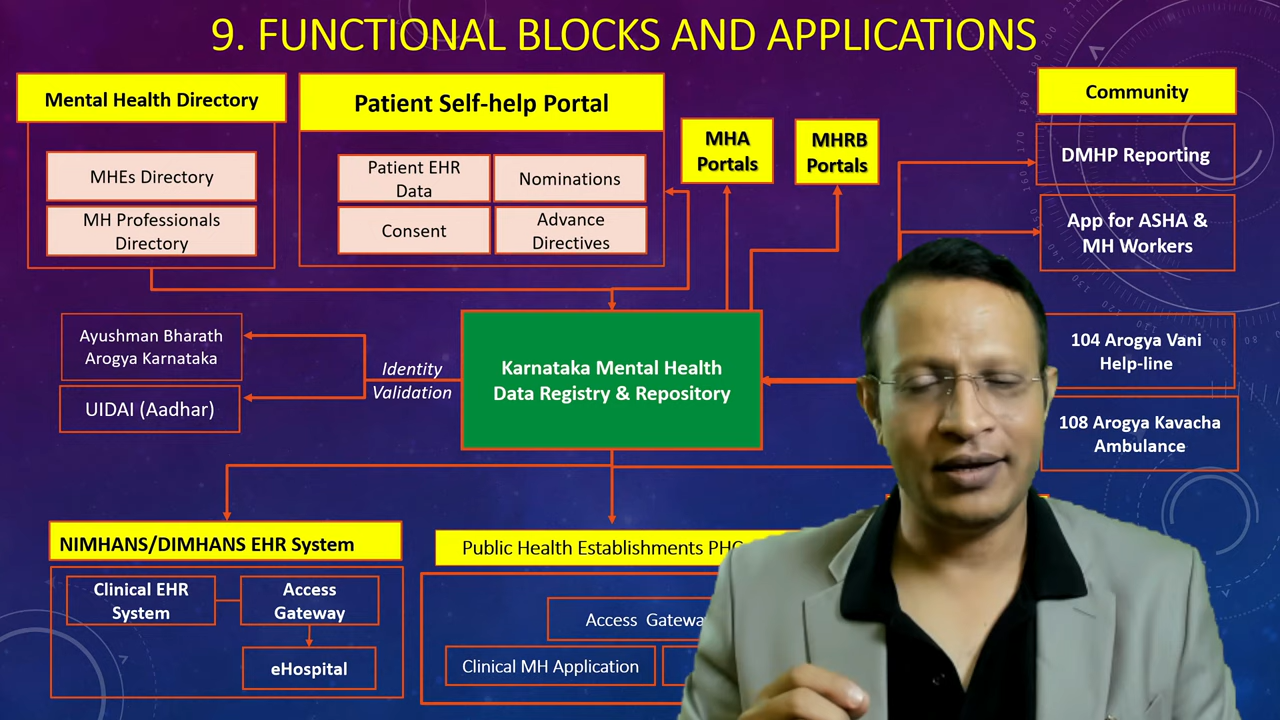 9. FUNCTIONAL BLOCKS AND APPLICATIONS
Mental Health Directory
MHEs Directory
MH Professionals
Directory
Patient Self-help Portal
Patient EHR
Data
Nominations
Consent
Advance
Directives
MHA
Portals
MHRB
Portals
Community
DMHP Reporting
App for ASHA &
MH Workers
104 Arogya Vani
Help-line
108 Arogya Kavacha
Ambulance
Ayushman Bharath
Arogya Karnataka
UIDAI (Aadhar)
Identity
Validation
Karnataka Mental Health
Data Registry & Repository
NIMHANS/DIMHANS EHR System
Clinical EHR
System
Access
Gateway
eHospital
Public Health Establishments
Access
Clinical MH Application